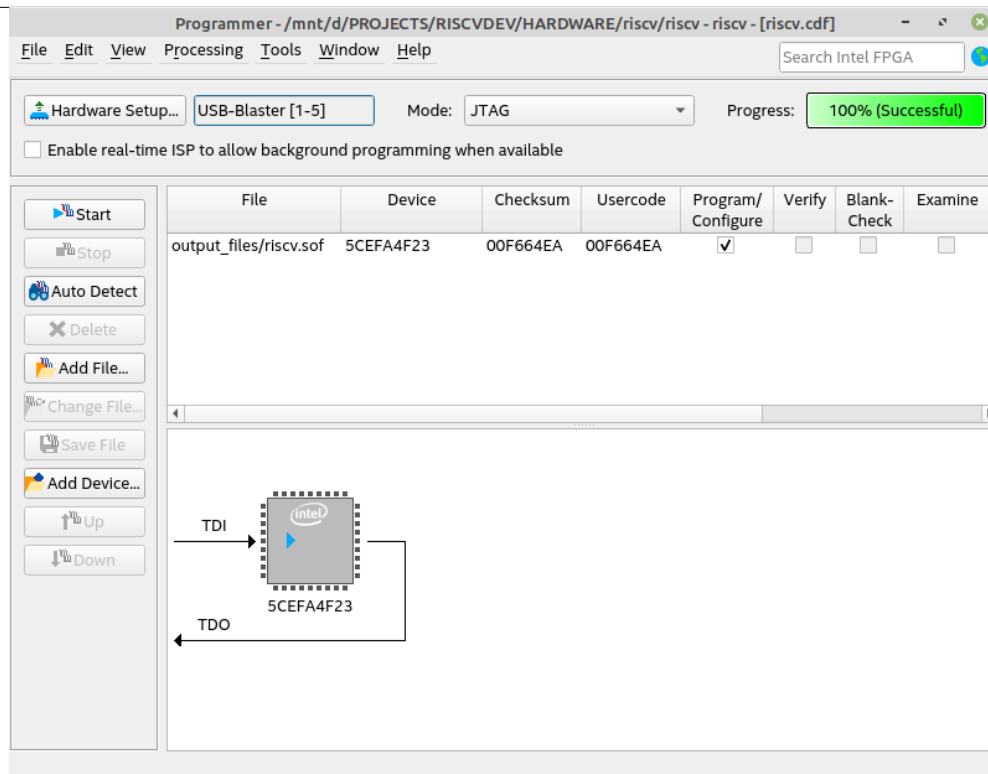 Programmer - /mnt/d/PROJECTS/RISCVDEV/HARDWARE/riscv/riscv - riscv - [riscv.cdf]
File Edit View Processing Tools Window Help
Search Intel FPGA
Hardware Setup... USB-Blaster [1-5] Mode: JTAG Progress: 100% (Successful)
Enable real-time ISP to allow background programming when available
Start
Stop
Auto Detect
Delete
Add File...
Change File...
Save File
Add Device...
Up
Down
File Device Checksum Usercode Program/ Verify Blank- Examine
Configure Check
output_files/riscv.sof 5CEFA4F23 00F664EA 00F664EA
intel
TDI
5CEFA4F23
TDO